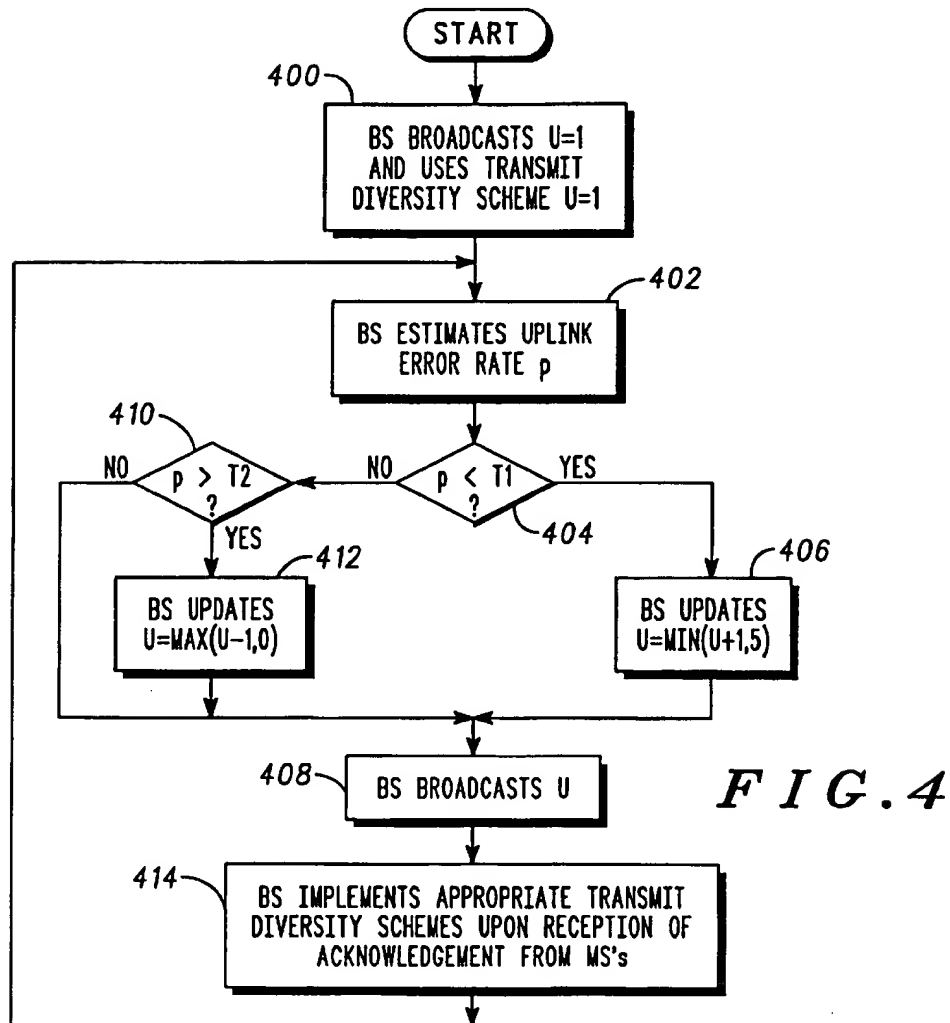 START
400
BS BROADCASTS U=1
AND USES TRANSMIT
DIVERSITY SCHEME U=1
402
BS ESTIMATES UPLINK
ERROR RATE p
410
NO
p > T2
?
YES
NO
p < T1
?
YES
404
412
BS UPDATES
U=MAX(U-1,0)
406
BS UPDATES
U=MIN(U+1,5)
408
BS BROADCASTS U
FIG.4
414
BS IMPLEMENTS APPROPRIATE TRANSMIT
DIVERSITY SCHEMES UPON RECEPTION OF
ACKNOWLEDGEMENT FROM MS's